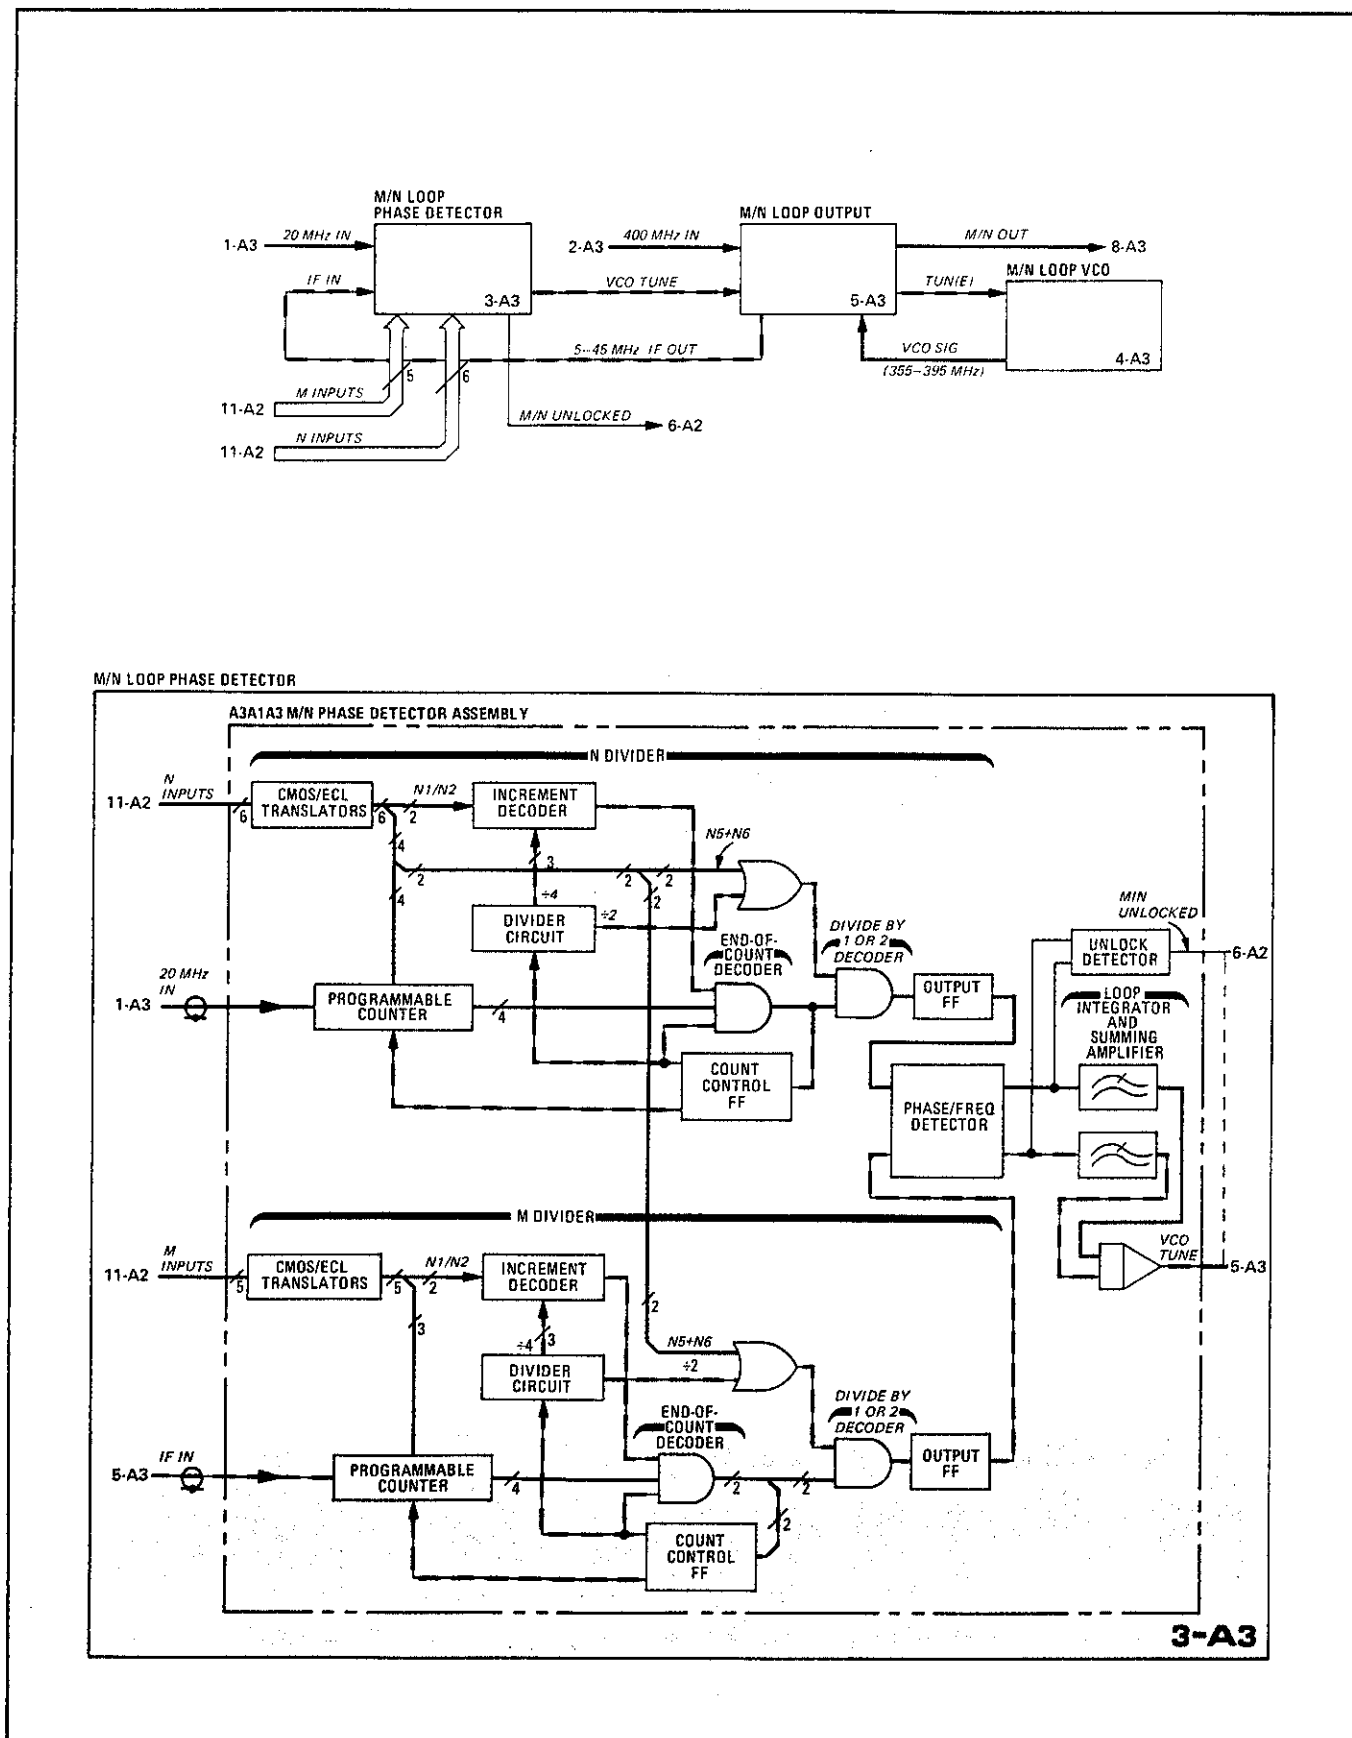 M/N LOOP
PHASE DETECTOR
M/N LOOP OUTPUT
1-A3
20 MHz IN
2-A3
400 MHz IN
M/N OUT
8-A3
M/N LOOP VCO
IF IN
VCO TUNE
TUN(E)
3-A3
5-A3
5-45 MHz IF OUT
VCO SIG
(355-395 MHz)
4-A3
5
6
M INPUTS
11-A2
M/N UNLOCKED
6-A2
N INPUTS
11-A2
M/N LOOP PHASE DETECTOR
A3A1A3 M/N PHASE DETECTOR ASSEMBLY
N DIVIDER
N
INPUTS
11-A2
6
CMOS/ECL
TRANSLATORS
6
2
N1/N2
INCREMENT
DECODER
4
2
3
2
2
2
N5+N6
4
÷4
÷2
DIVIDER
CIRCUIT
END-OF-
COUNT
DECODER
DIVIDE BY
1 OR 2
DECODER
MIN
UNLOCKED
UNLOCK
DETECTOR
6-A2
20 MHz
IN
1-A3
PROGRAMMABLE
COUNTER
4
OUTPUT
FF
LOOP
INTEGRATOR
AND
SUMMING
AMPLIFIER
COUNT
CONTROL
FF
PHASE/FREQ
DETECTOR
M DIVIDER
M
INPUTS
11-A2
5
CMOS/ECL
TRANSLATORS
5
2
N1/N2
INCREMENT
DECODER
VCO
TUNE
5-A3
3
2
÷4
3
N5+N6
÷2
DIVIDER
CIRCUIT
END-OF-
COUNT
DECODER
DIVIDE BY
1 OR 2
DECODER
IF IN
5-A3
PROGRAMMABLE
COUNTER
4
2
2
OUTPUT
FF
2
COUNT
CONTROL
FF
3-A3